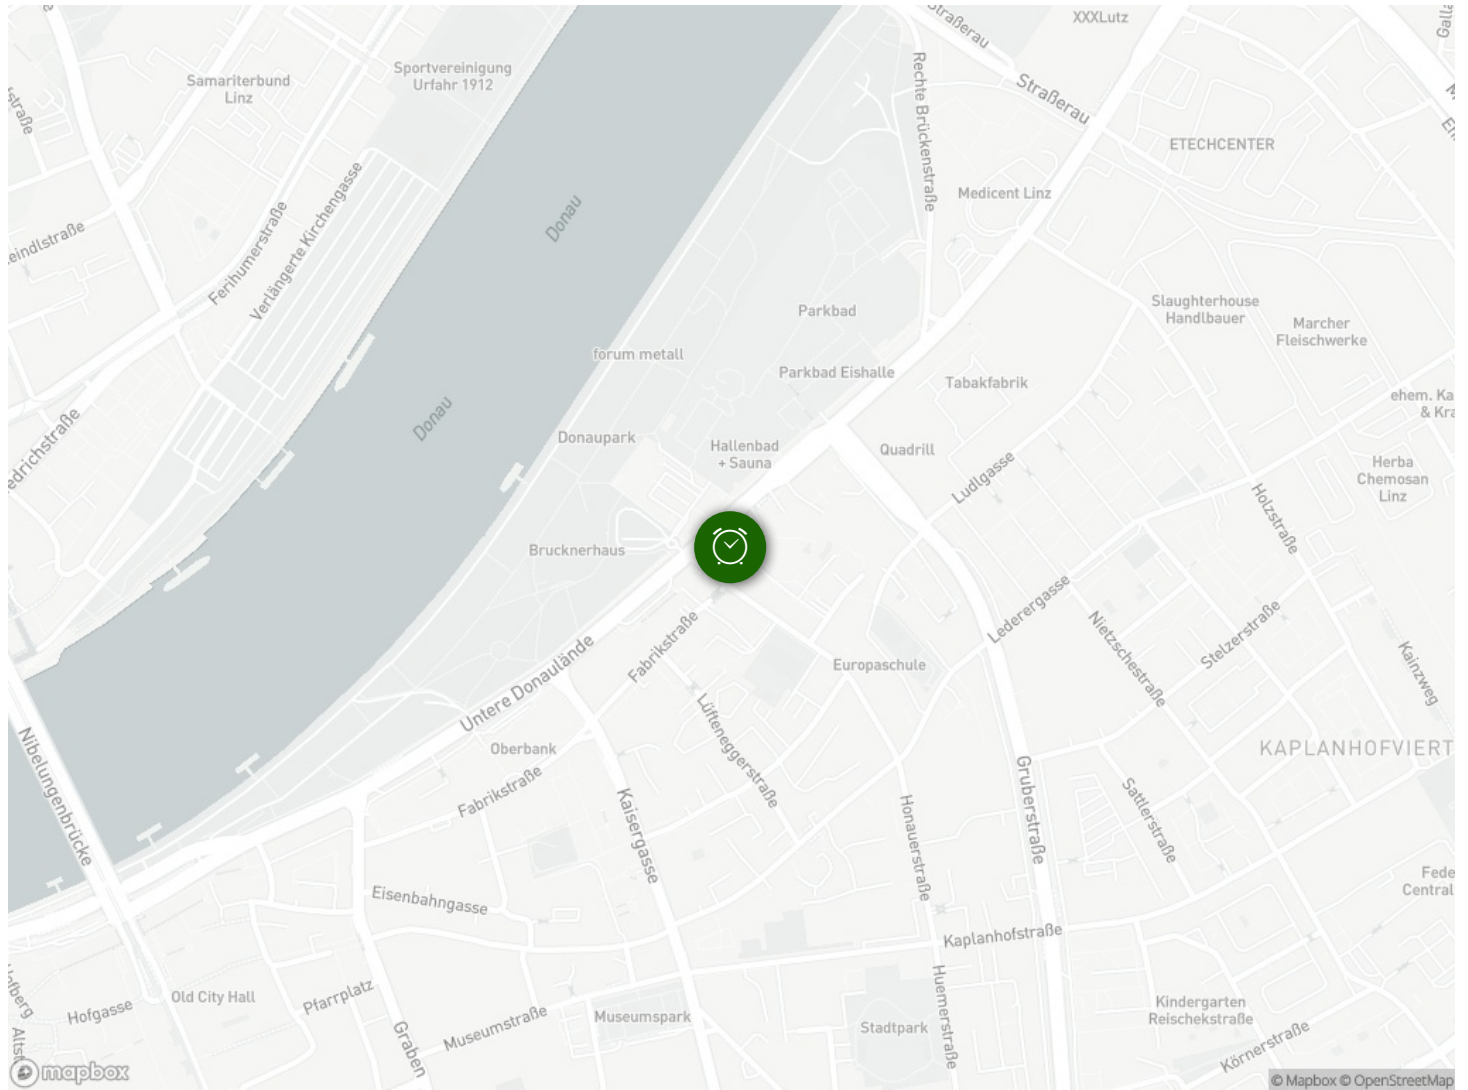 XXXLutz
Straßerau
Sportvereinigung
Urfahr 1912
Samariterbund
Linz
Rechte Brückenstraße
Straßerau
ETECHCENTER
Medicent Linz
Verlängerte Kirchengasse
Ferihumerstraße
Donau
Parkbad
Slaughterhouse
Handlbauer
Marcher
Fleischwerke
forum metall
Parkbad Eishalle
Tabakfabrik
Donau
Donaupark
Hallenbad
+ Sauna
Quadrill
Ludlgasse
Herba
Chemosan
Linz
Holzstraße
Brucknerhaus
Fabrikstraße
Untere Donaulände
Europaschule
Lederergasse
Nietzschestraße
Stelzerstraße
Kainzweg
Lüfteneggerstraße
Oberbank
Fabrikstraße
Nibelungenbrücke
Kaisergasse
Honauerstraße
Gruberstraße
Sattlerstraße
KAPLANHOFVIERT
Eisenbahngasse
Kaplanhofstraße
Old City Hall
Hofgasse
Pfarrplatz
Graben
Museumstraße
Museumspark
Stadtpark
Huemerstraße
Kindergarten
Reischekstraße
Körnerstraße
mapbox
© Mapbox © OpenStreetMap